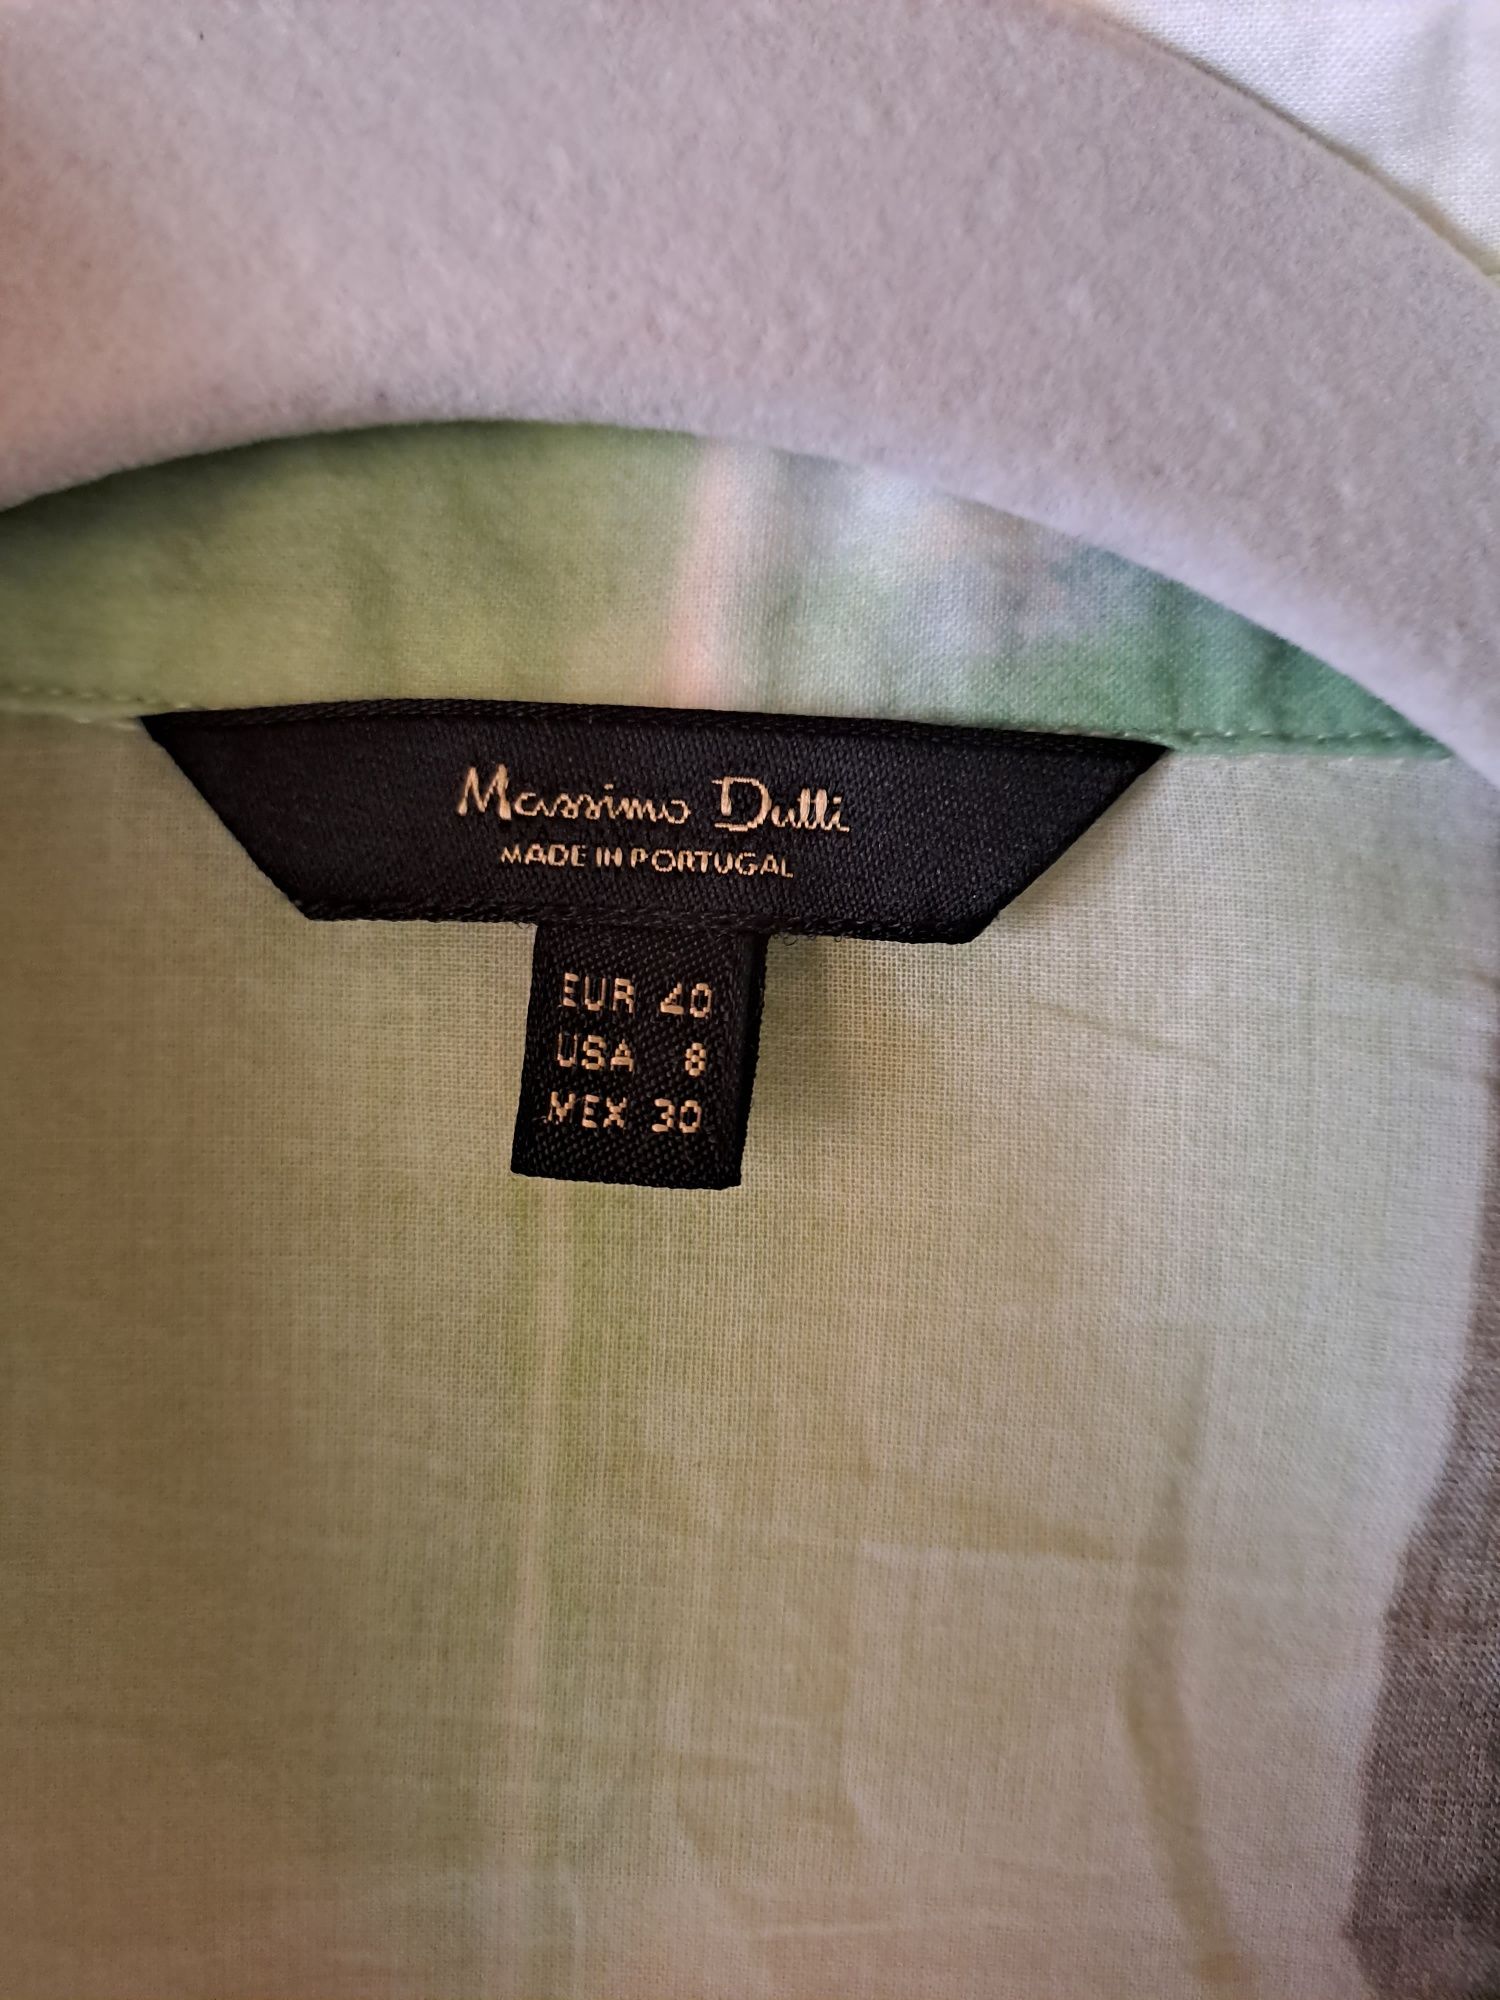 Massimo Dutti
MADE IN PORTUGAL
EUR 40
USA 8
MEX 30